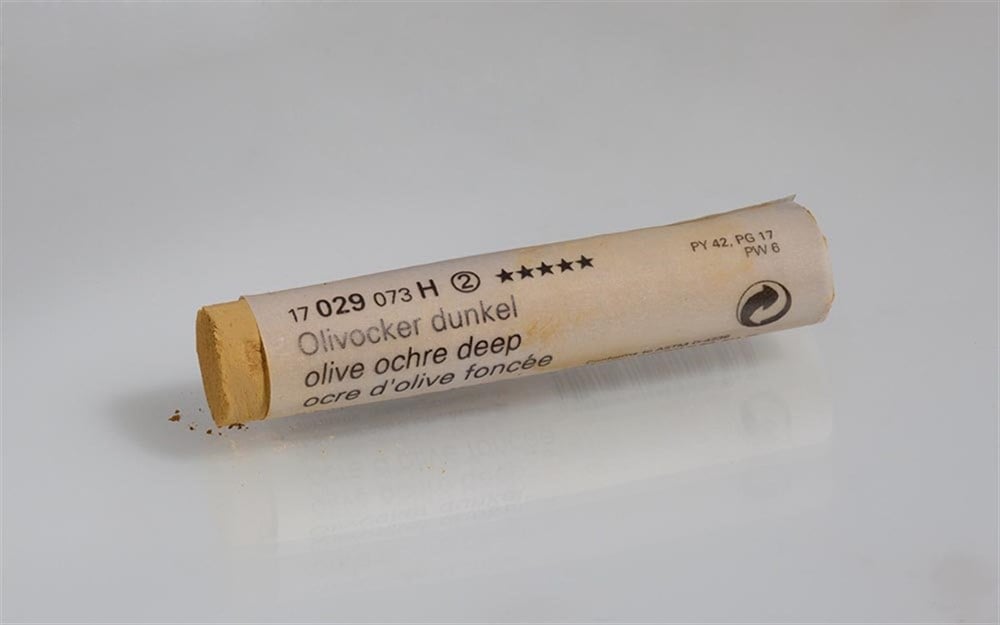 17 029 073 H ② ★★★★★
Olivocker dunkel
olive ochre deep
ocre d'olive foncée
PY 42, PG 17
PW 6